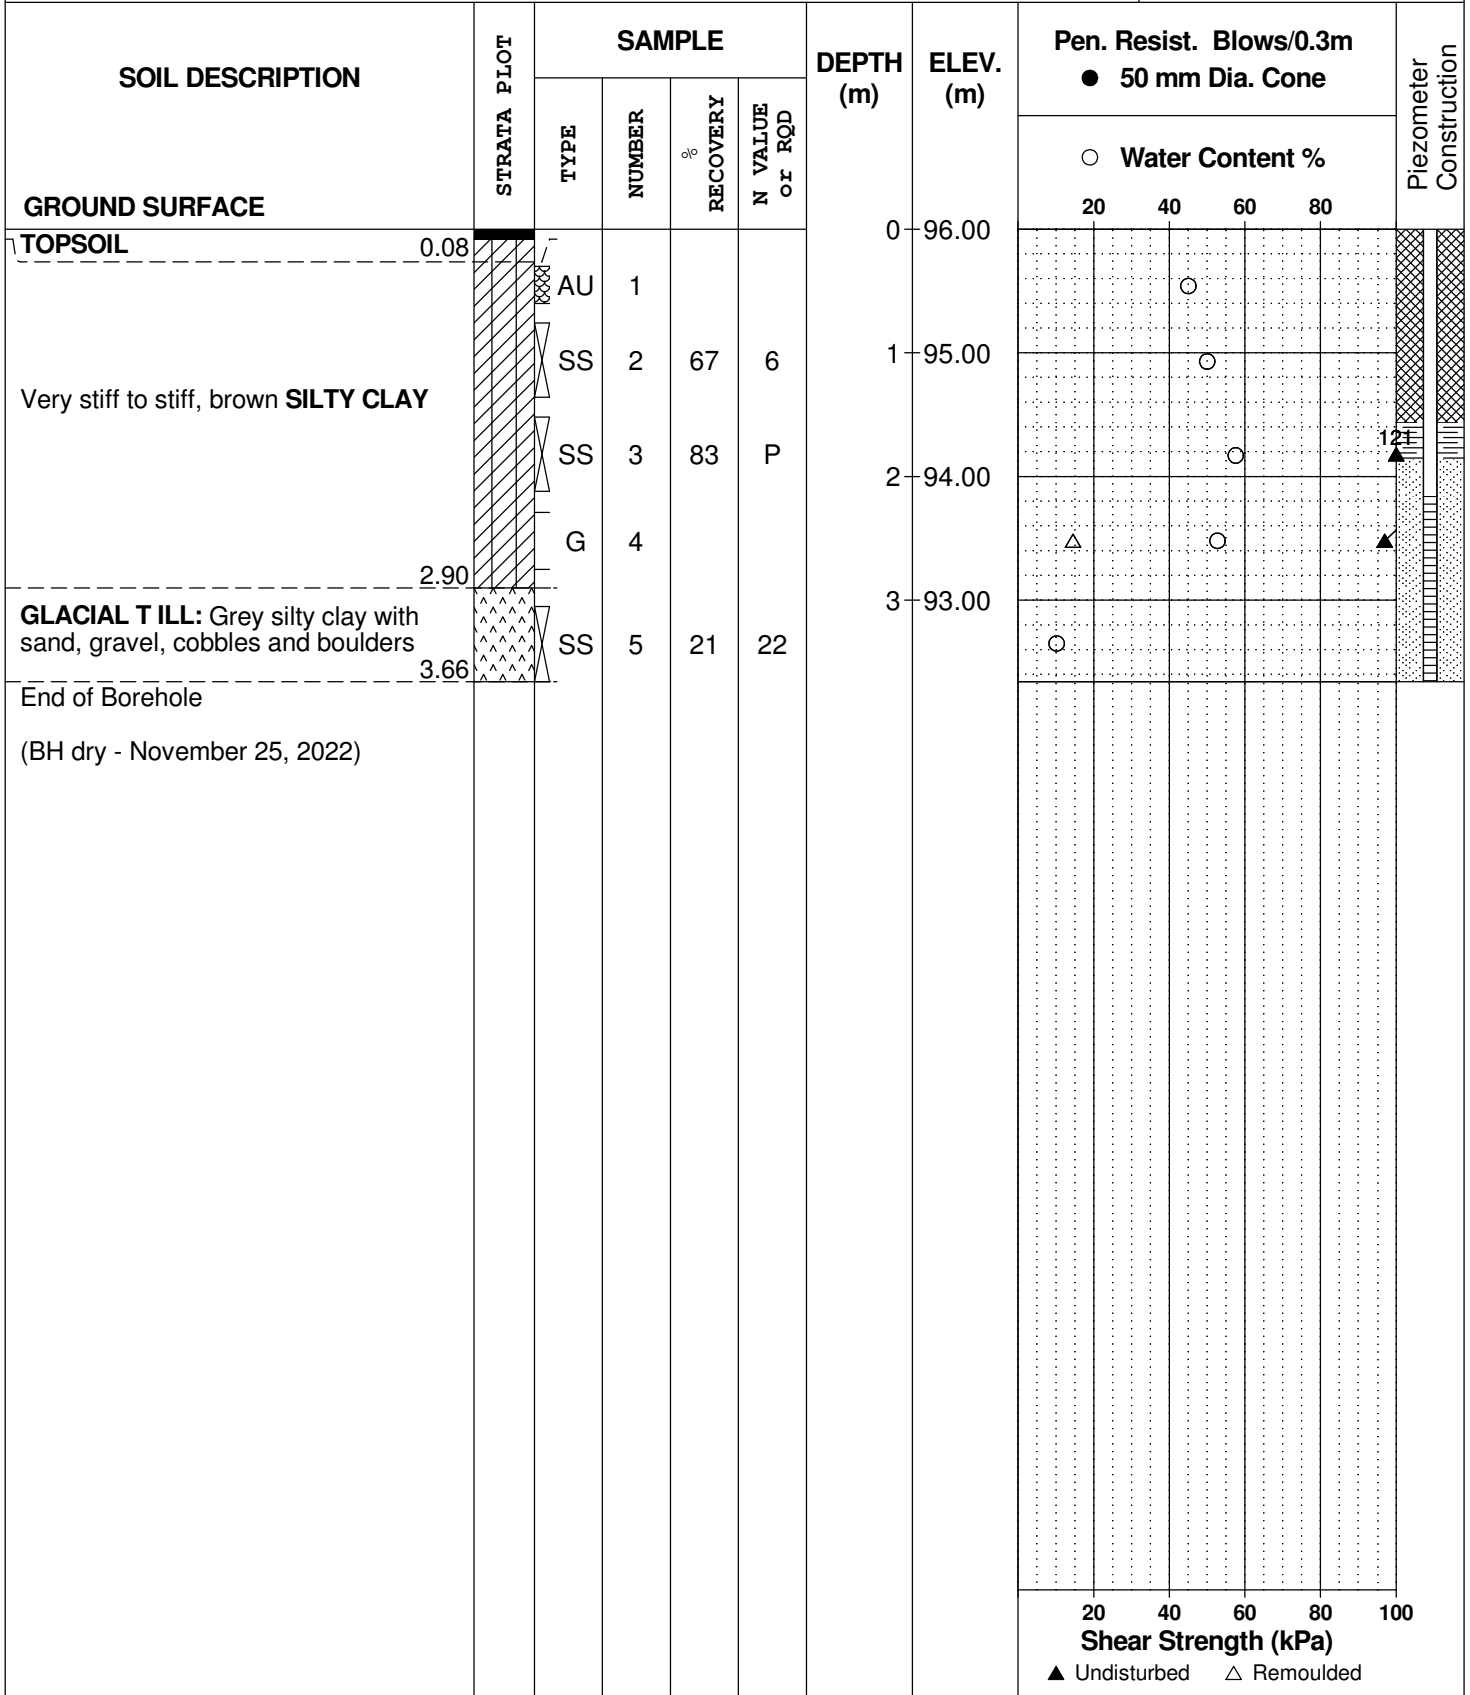 SOIL DESCRIPTION
GROUND SURFACE
STRATA PLOT
SAMPLE
TYPE
NUMBER
%
RECOVERY
N VALUE
or RQD
DEPTH
(m)
ELEV.
(m)
Pen. Resist. Blows/0.3m
● 50 mm Dia. Cone
○ Water Content %
20 40 60 80
Piezometer
Construction
0 96.00
TOPSOIL 0.08
AU 1
1 95.00
SS 2 67 6
Very stiff to stiff, brown SILTY CLAY
121
SS 3 83 P
2 94.00
G 4
2.90
3 93.00
GLACIAL T ILL: Grey silty clay with
sand, gravel, cobbles and boulders
SS 5 21 22
3.66
End of Borehole
(BH dry - November 25, 2022)
20 40 60 80 100
Shear Strength (kPa)
▲ Undisturbed △ Remoulded